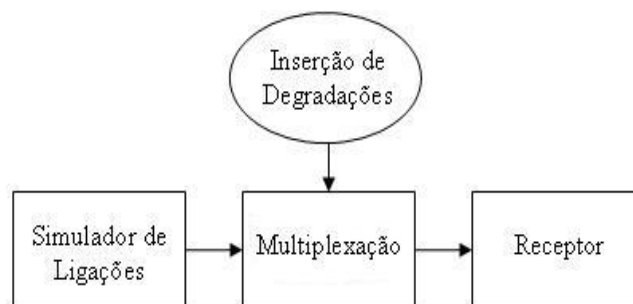 Inserção de
Degradações
Simulador de
Ligações
Multiplexação
Receptor